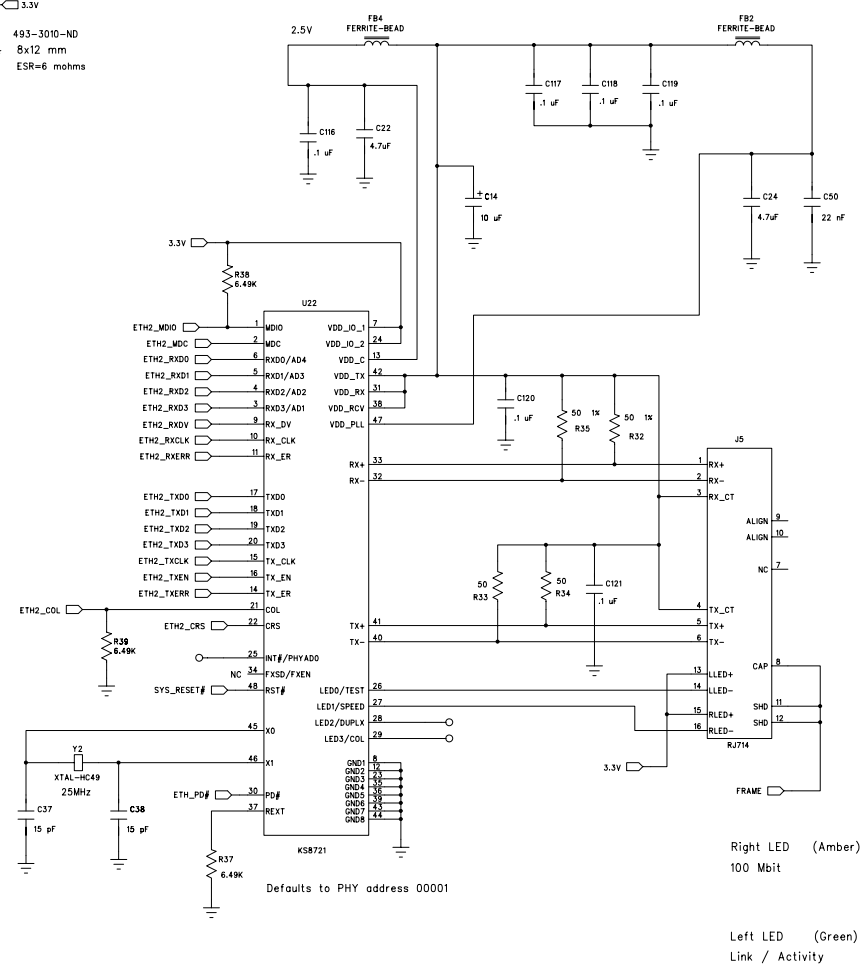 3.3V
493-3010-ND
8x12 mm
ESR=6 mohms
2.5V
FB4
FERRITE-BEAD
FB2
FERRITE-BEAD
C117
.1 uF
C118
.1 uF
C119
.1 uF
C116
.1 uF
C22
4.7uF
+
C14
10 uF
C24
4.7uF
C50
22 nF
3.3V
R38
6.49K
U22
ETH2_MDIO 1 MDIO
ETH2_MDC 2 MDC
ETH2_RXD0 6 RXD0/AD4
ETH2_RXD1 5 RXD1/AD3
ETH2_RXD2 4 RXD2/AD2
ETH2_RXD3 3 RXD3/AD1
ETH2_RXDV 9 RX_DV
ETH2_RXCLK 10 RX_CLK
ETH2_RXERR 11 RX_ER
ETH2_TXD0 17 TXD0
ETH2_TXD1 18 TXD1
ETH2_TXD2 19 TXD2
ETH2_TXD3 20 TXD3
ETH2_TXCLK 15 TX_CLK
ETH2_TXEN 16 TX_EN
ETH2_TXERR 14 TX_ER
ETH2_COL 21 COL
ETH2_CRS 22 CRS
R39
6.49K
25 INT#/PHYAD0
NC 34 FXSD/FXEN
SYS_RESET# 48 RST#
45 X0
46 X1
Y2
XTAL-HC49
25MHz
C37
15 pF
C38
15 pF
ETH_PD# 30 PD#
37 REXT
R37
6.49K
VDD_IO_1 7
VDD_IO_2 24
VDD_C 13
VDD_TX 42
VDD_RX 31
VDD_RCV 38
VDD_PLL 47
RX+ 33
RX- 32
TX+ 41
TX- 40
LED0/TEST 26
LED1/SPEED 27
LED2/DUPLX 28
LED3/COL 29
GND1 8
GND2 12
GND3 23
GND4 35
GND5 36
GND6 39
GND7 43
GND8 44
KS8721
Defaults to PHY address 00001
C120
.1 uF
50 1%
R35
50 1%
R32
50
R33
50
R34
C121
.1 uF
J5
1 RX+
2 RX-
3 RX_CT
ALIGN 9
ALIGN 10
NC 7
4 TX_CT
5 TX+
6 TX-
CAP 8
13 LLED+
14 LLED-
SHD 11
15 RLED+
SHD 12
16 RLED-
RJ714
3.3V
FRAME
Right LED (Amber)
100 Mbit
Left LED (Green)
Link / Activity